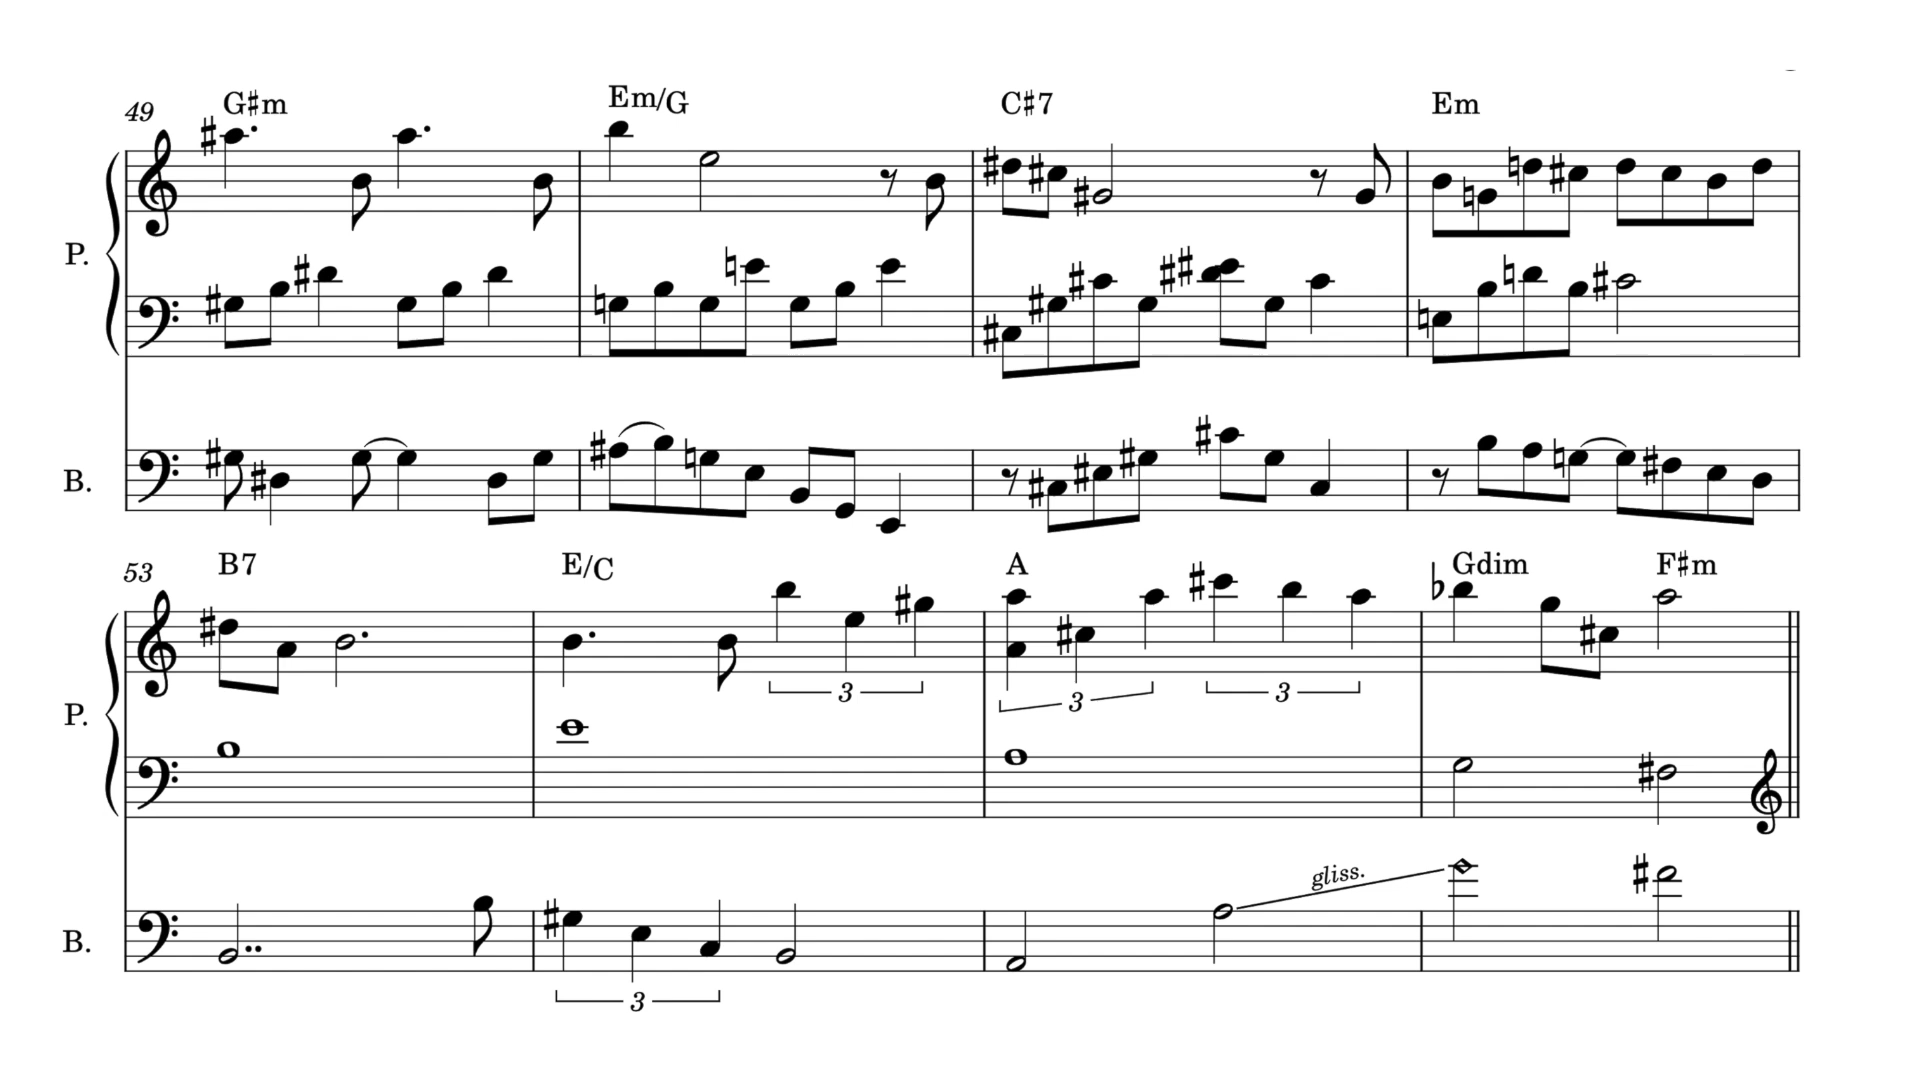 49 G♯m Em/G C♯7 Em
P.
B.
53 B7 E/C A Gdim F♯m
3 3 3
P.
gliss.
B.
3